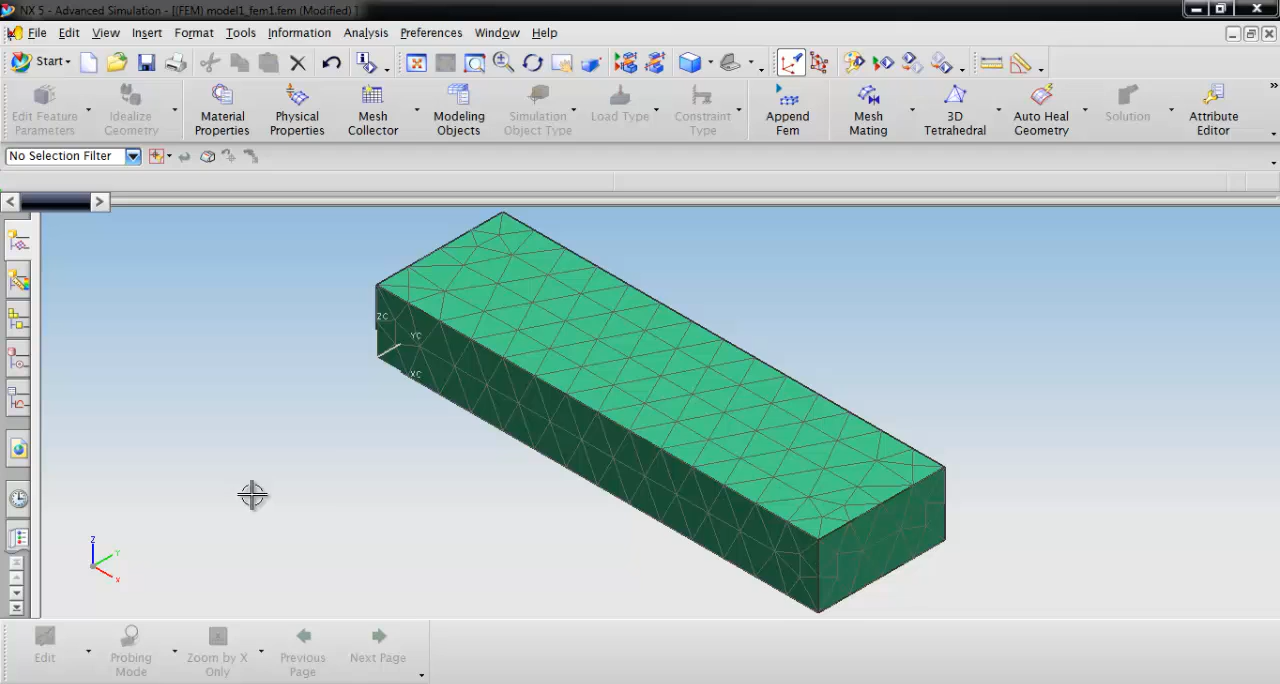 NX 5 - Advanced Simulation - [(FEM) model1_fem1.fem (Modified) ]
File Edit View Insert Format Tools Information Analysis Preferences Window Help
Start
Edit Feature Parameters
Idealize Geometry
Material Properties
Physical Properties
Mesh Collector
Modeling Objects
Simulation Object Type
Load Type
Constraint Type
Append Fem
Mesh Mating
3D Tetrahedral
Auto Heal Geometry
Solution
Attribute Editor
No Selection Filter
ZC
YC
XC
Z
Y
X
Edit
Probing Mode
Zoom by X Only
Previous Page
Next Page